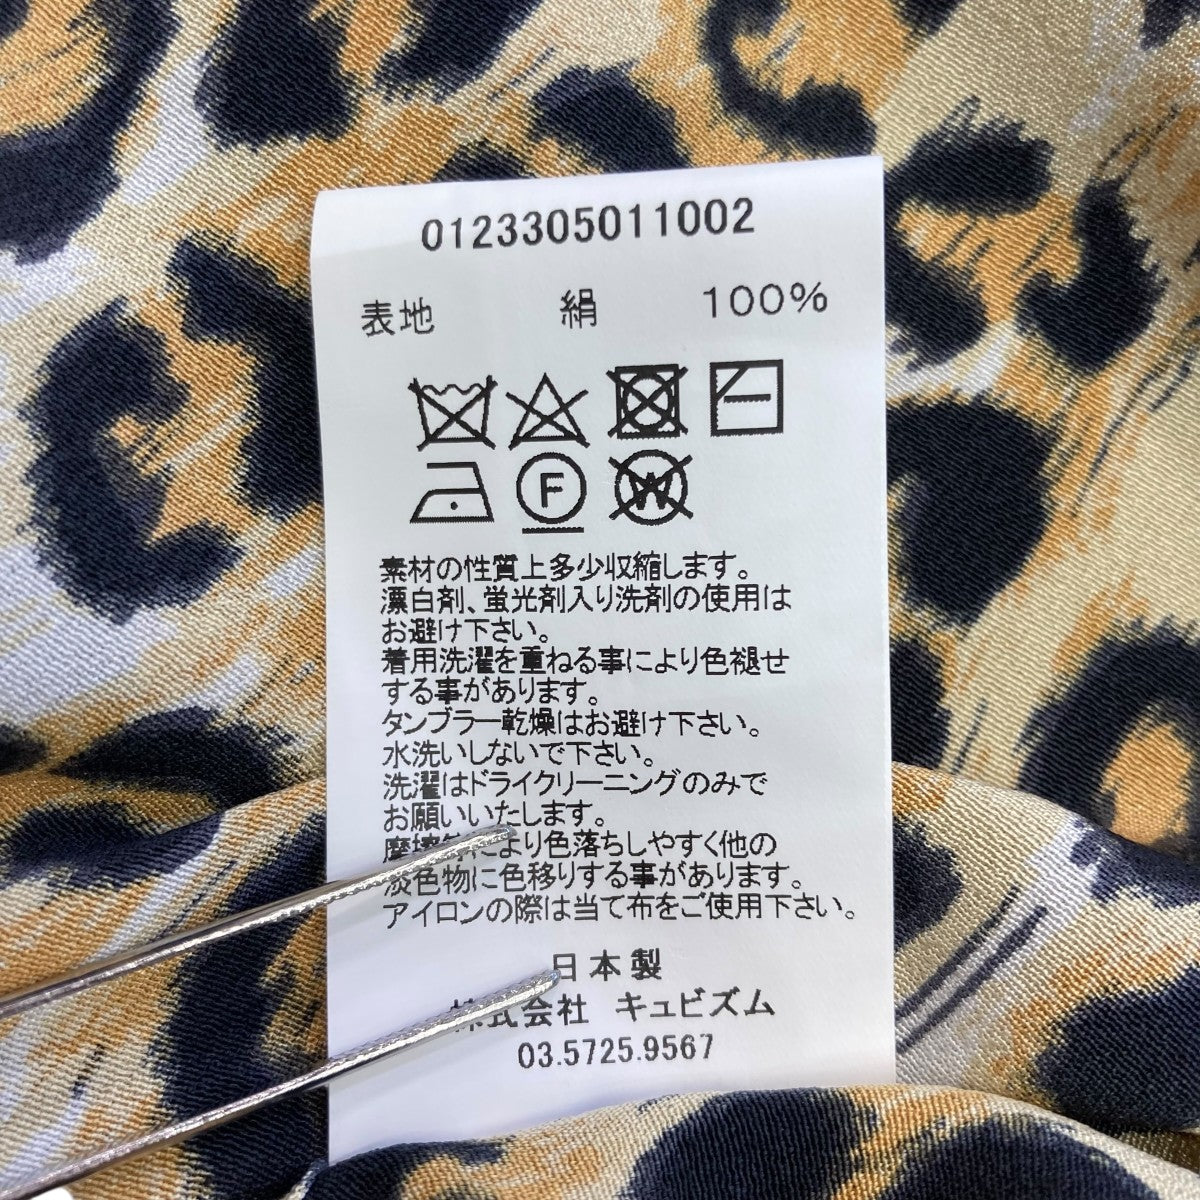 0123305011002
表地 絹 100%
F
W
素材の性質上多少収縮します。
漂白剤、蛍光剤入り洗剤の使用は
お避け下さい。
着用洗濯を重ねる事により色褪せ
する事があります。
タンブラー乾燥はお避け下さい。
水洗いしないで下さい。
洗濯はドライクリーニングのみで
お願いいたします。
により色落ちしやすく他の
淡色物に色移りする事があります。
アイロンの際は当て布をご使用下さい。
日本製
株式会社 キュビズム
03.5725.9567